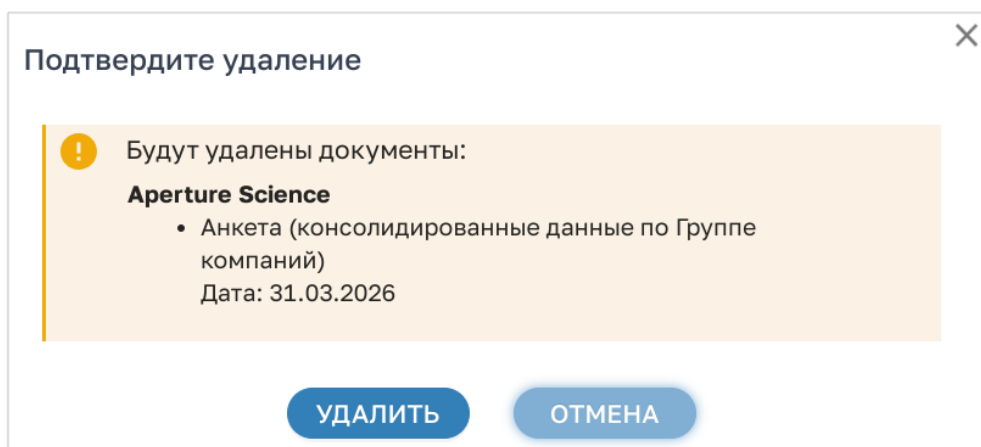 Подтвердите удаление
Будут удалены документы:
Aperture Science
• Анкета (консолидированные данные по Группе
компаний)
Дата: 31.03.2026
УДАЛИТЬ ОТМЕНА